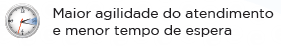 Maior agilidade do atendimento
e menor tempo de espera